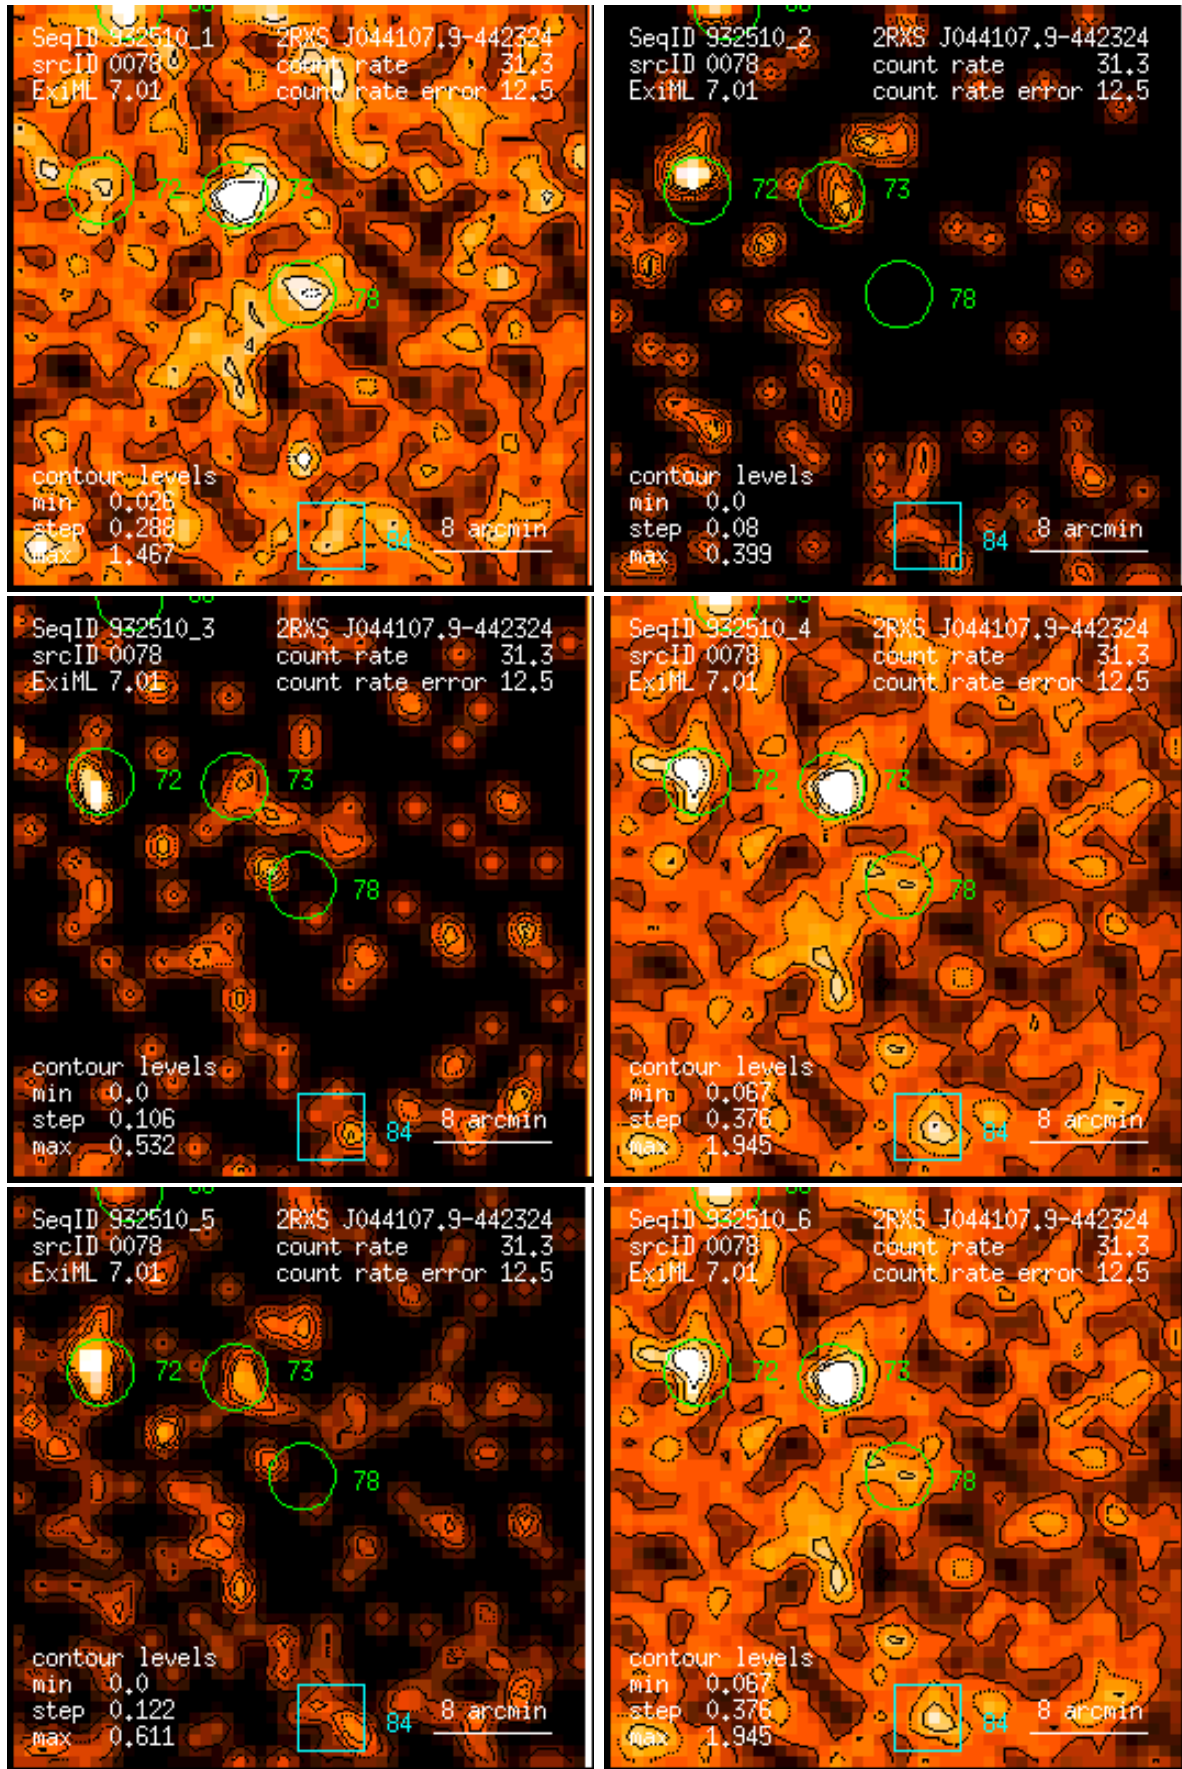 SeqID 932510_1 2RXS J044107.9-442324
srcID 0078 count rate 31.3
ExiML 7.01 count rate error 12.5
72 73
78
contour levels
min 0.026
step 0.288 8 arcmin
max 1.467 84
SeqID 932510_2 2RXS J044107.9-442324
srcID 0078 count rate 31.3
ExiML 7.01 count rate error 12.5
72 73
78
contour levels
min 0.0
step 0.08 8 arcmin
max 0.399 84
SeqID 932510_3 2RXS J044107.9-442324
srcID 0078 count rate 31.3
ExiML 7.01 count rate error 12.5
72 73
78
contour levels
min 0.0
step 0.106 8 arcmin
max 0.532 84
SeqID 932510_4 2RXS J044107.9-442324
srcID 0078 count rate 31.3
ExiML 7.01 count rate error 12.5
72 73
78
contour levels
min 0.067
step 0.376 8 arcmin
max 1.945 84
SeqID 932510_5 2RXS J044107.9-442324
srcID 0078 count rate 31.3
ExiML 7.01 count rate error 12.5
72 73
78
contour levels
min 0.0
step 0.122 8 arcmin
max 0.611 84
SeqID 932510_6 2RXS J044107.9-442324
srcID 0078 count rate 31.3
ExiML 7.01 count rate error 12.5
72 73
78
contour levels
min 0.067
step 0.376 8 arcmin
max 1.945 84